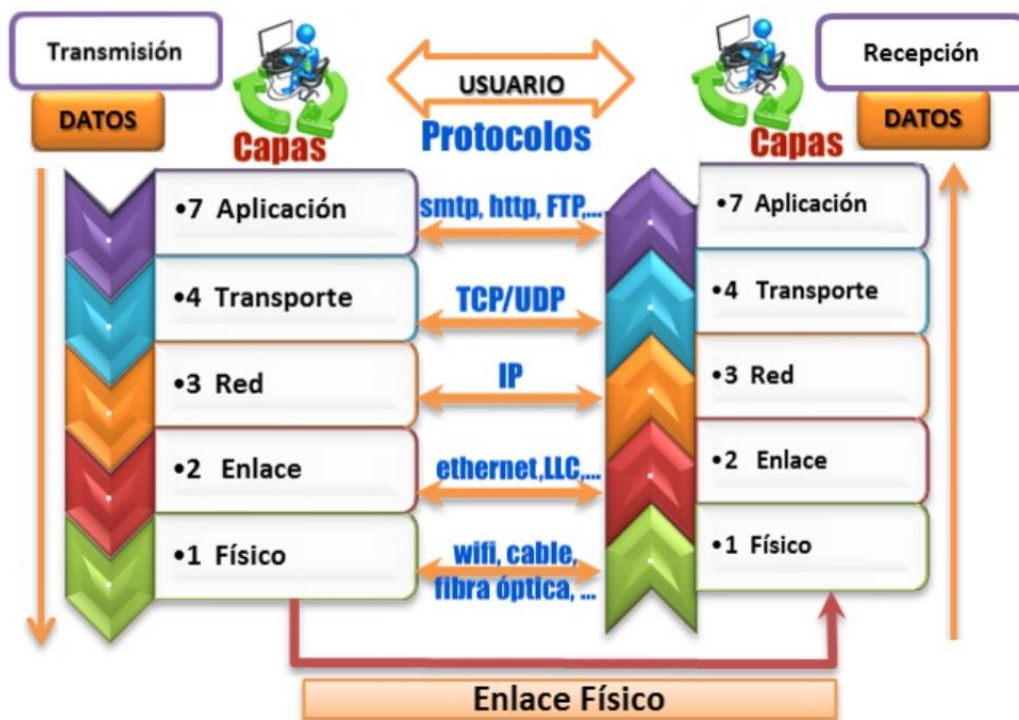 Transmisión
DATOS
Capas
USUARIO
Protocolos
Capas
Recepción
DATOS
•7 Aplicación
smtp, http, FTP,...
•7 Aplicación
•4 Transporte
TCP/UDP
•4 Transporte
•3 Red
IP
•3 Red
•2 Enlace
ethernet,LLC,...
•2 Enlace
•1 Físico
wifi, cable,
fibra óptica, ...
•1 Físico
Enlace Físico